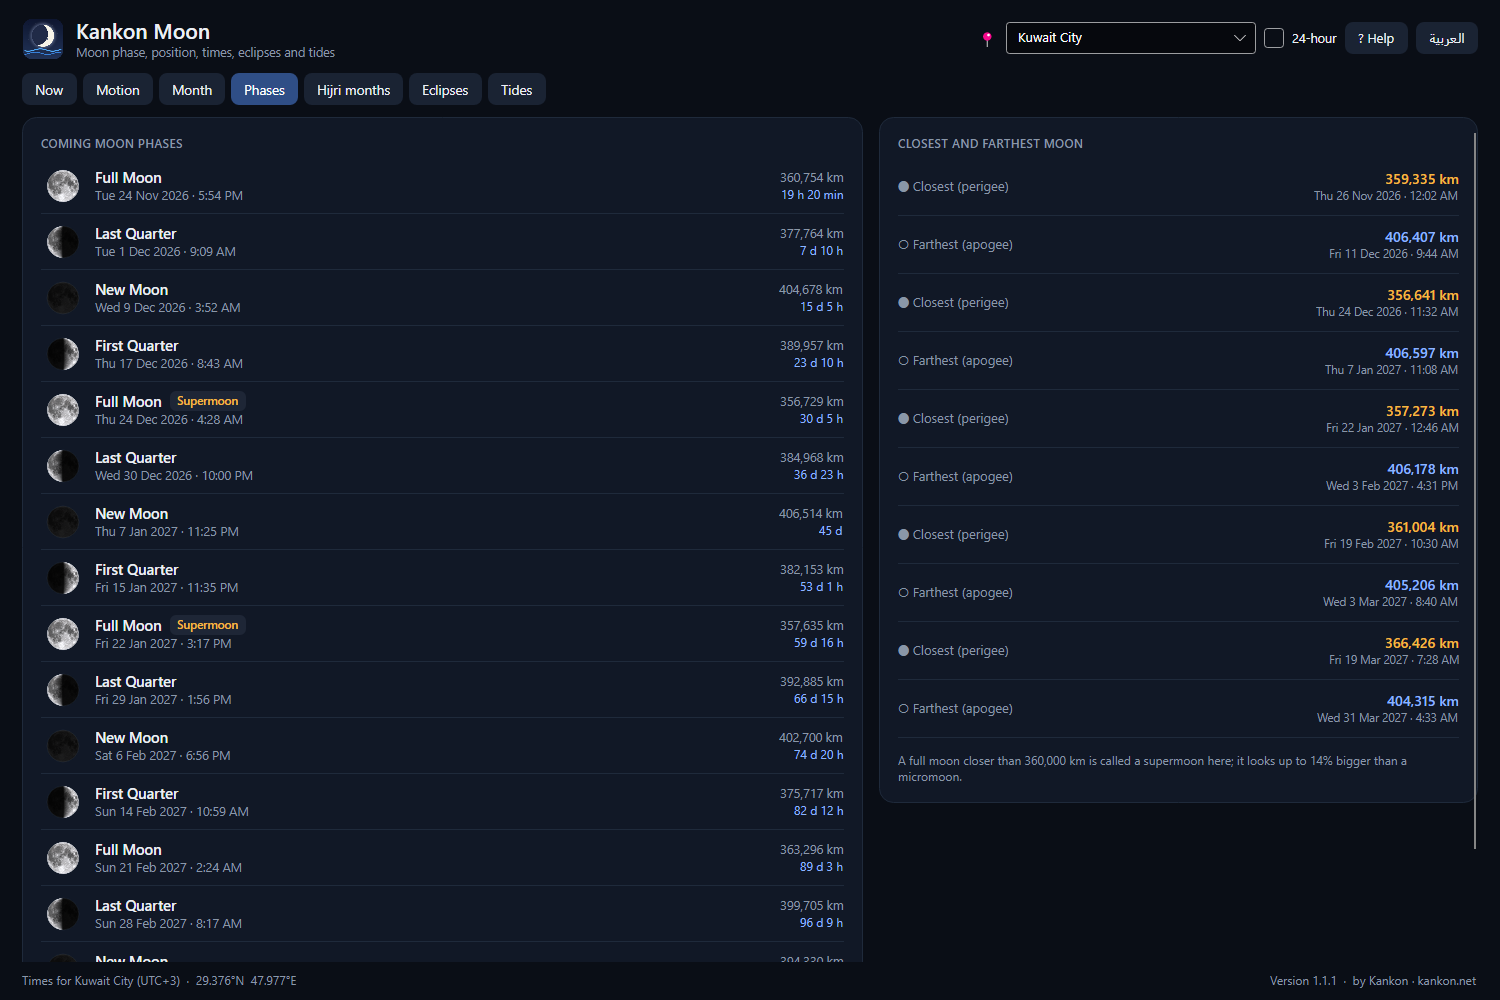 Kankon Moon
Moon phase, position, times, eclipses and tides
Kuwait City
24-hour
? Help
العربية
Now
Motion
Month
Phases
Hijri months
Eclipses
Tides
COMING MOON PHASES
Full Moon
360,754 km
Tue 24 Nov 2026 · 5:54 PM
19 h 20 min
Last Quarter
377,764 km
Tue 1 Dec 2026 · 9:09 AM
7 d 10 h
New Moon
404,678 km
Wed 9 Dec 2026 · 3:52 AM
15 d 5 h
First Quarter
389,957 km
Thu 17 Dec 2026 · 8:43 AM
23 d 10 h
Full Moon Supermoon
356,729 km
Thu 24 Dec 2026 · 4:28 AM
30 d 5 h
Last Quarter
384,968 km
Wed 30 Dec 2026 · 10:00 PM
36 d 23 h
New Moon
406,514 km
Thu 7 Jan 2027 · 11:25 PM
45 d
First Quarter
382,153 km
Fri 15 Jan 2027 · 11:35 PM
53 d 1 h
Full Moon Supermoon
357,635 km
Fri 22 Jan 2027 · 3:17 PM
59 d 16 h
Last Quarter
392,885 km
Fri 29 Jan 2027 · 1:56 PM
66 d 15 h
New Moon
402,700 km
Sat 6 Feb 2027 · 6:56 PM
74 d 20 h
First Quarter
375,717 km
Sun 14 Feb 2027 · 10:59 AM
82 d 12 h
Full Moon
363,296 km
Sun 21 Feb 2027 · 2:24 AM
89 d 3 h
Last Quarter
399,705 km
Sun 28 Feb 2027 · 8:17 AM
96 d 9 h
New Moon
394,330 km
CLOSEST AND FARTHEST MOON
Closest (perigee)
359,335 km
Thu 26 Nov 2026 · 12:02 AM
Farthest (apogee)
406,407 km
Fri 11 Dec 2026 · 9:44 AM
Closest (perigee)
356,641 km
Thu 24 Dec 2026 · 11:32 AM
Farthest (apogee)
406,597 km
Thu 7 Jan 2027 · 11:08 AM
Closest (perigee)
357,273 km
Fri 22 Jan 2027 · 12:46 AM
Farthest (apogee)
406,178 km
Wed 3 Feb 2027 · 4:31 PM
Closest (perigee)
361,004 km
Fri 19 Feb 2027 · 10:30 AM
Farthest (apogee)
405,206 km
Wed 3 Mar 2027 · 8:40 AM
Closest (perigee)
366,426 km
Fri 19 Mar 2027 · 7:28 AM
Farthest (apogee)
404,315 km
Wed 31 Mar 2027 · 4:33 AM
A full moon closer than 360,000 km is called a supermoon here; it looks up to 14% bigger than a
micromoon.
Times for Kuwait City (UTC+3) · 29.376°N 47.977°E
Version 1.1.1 · by Kankon · kankon.net